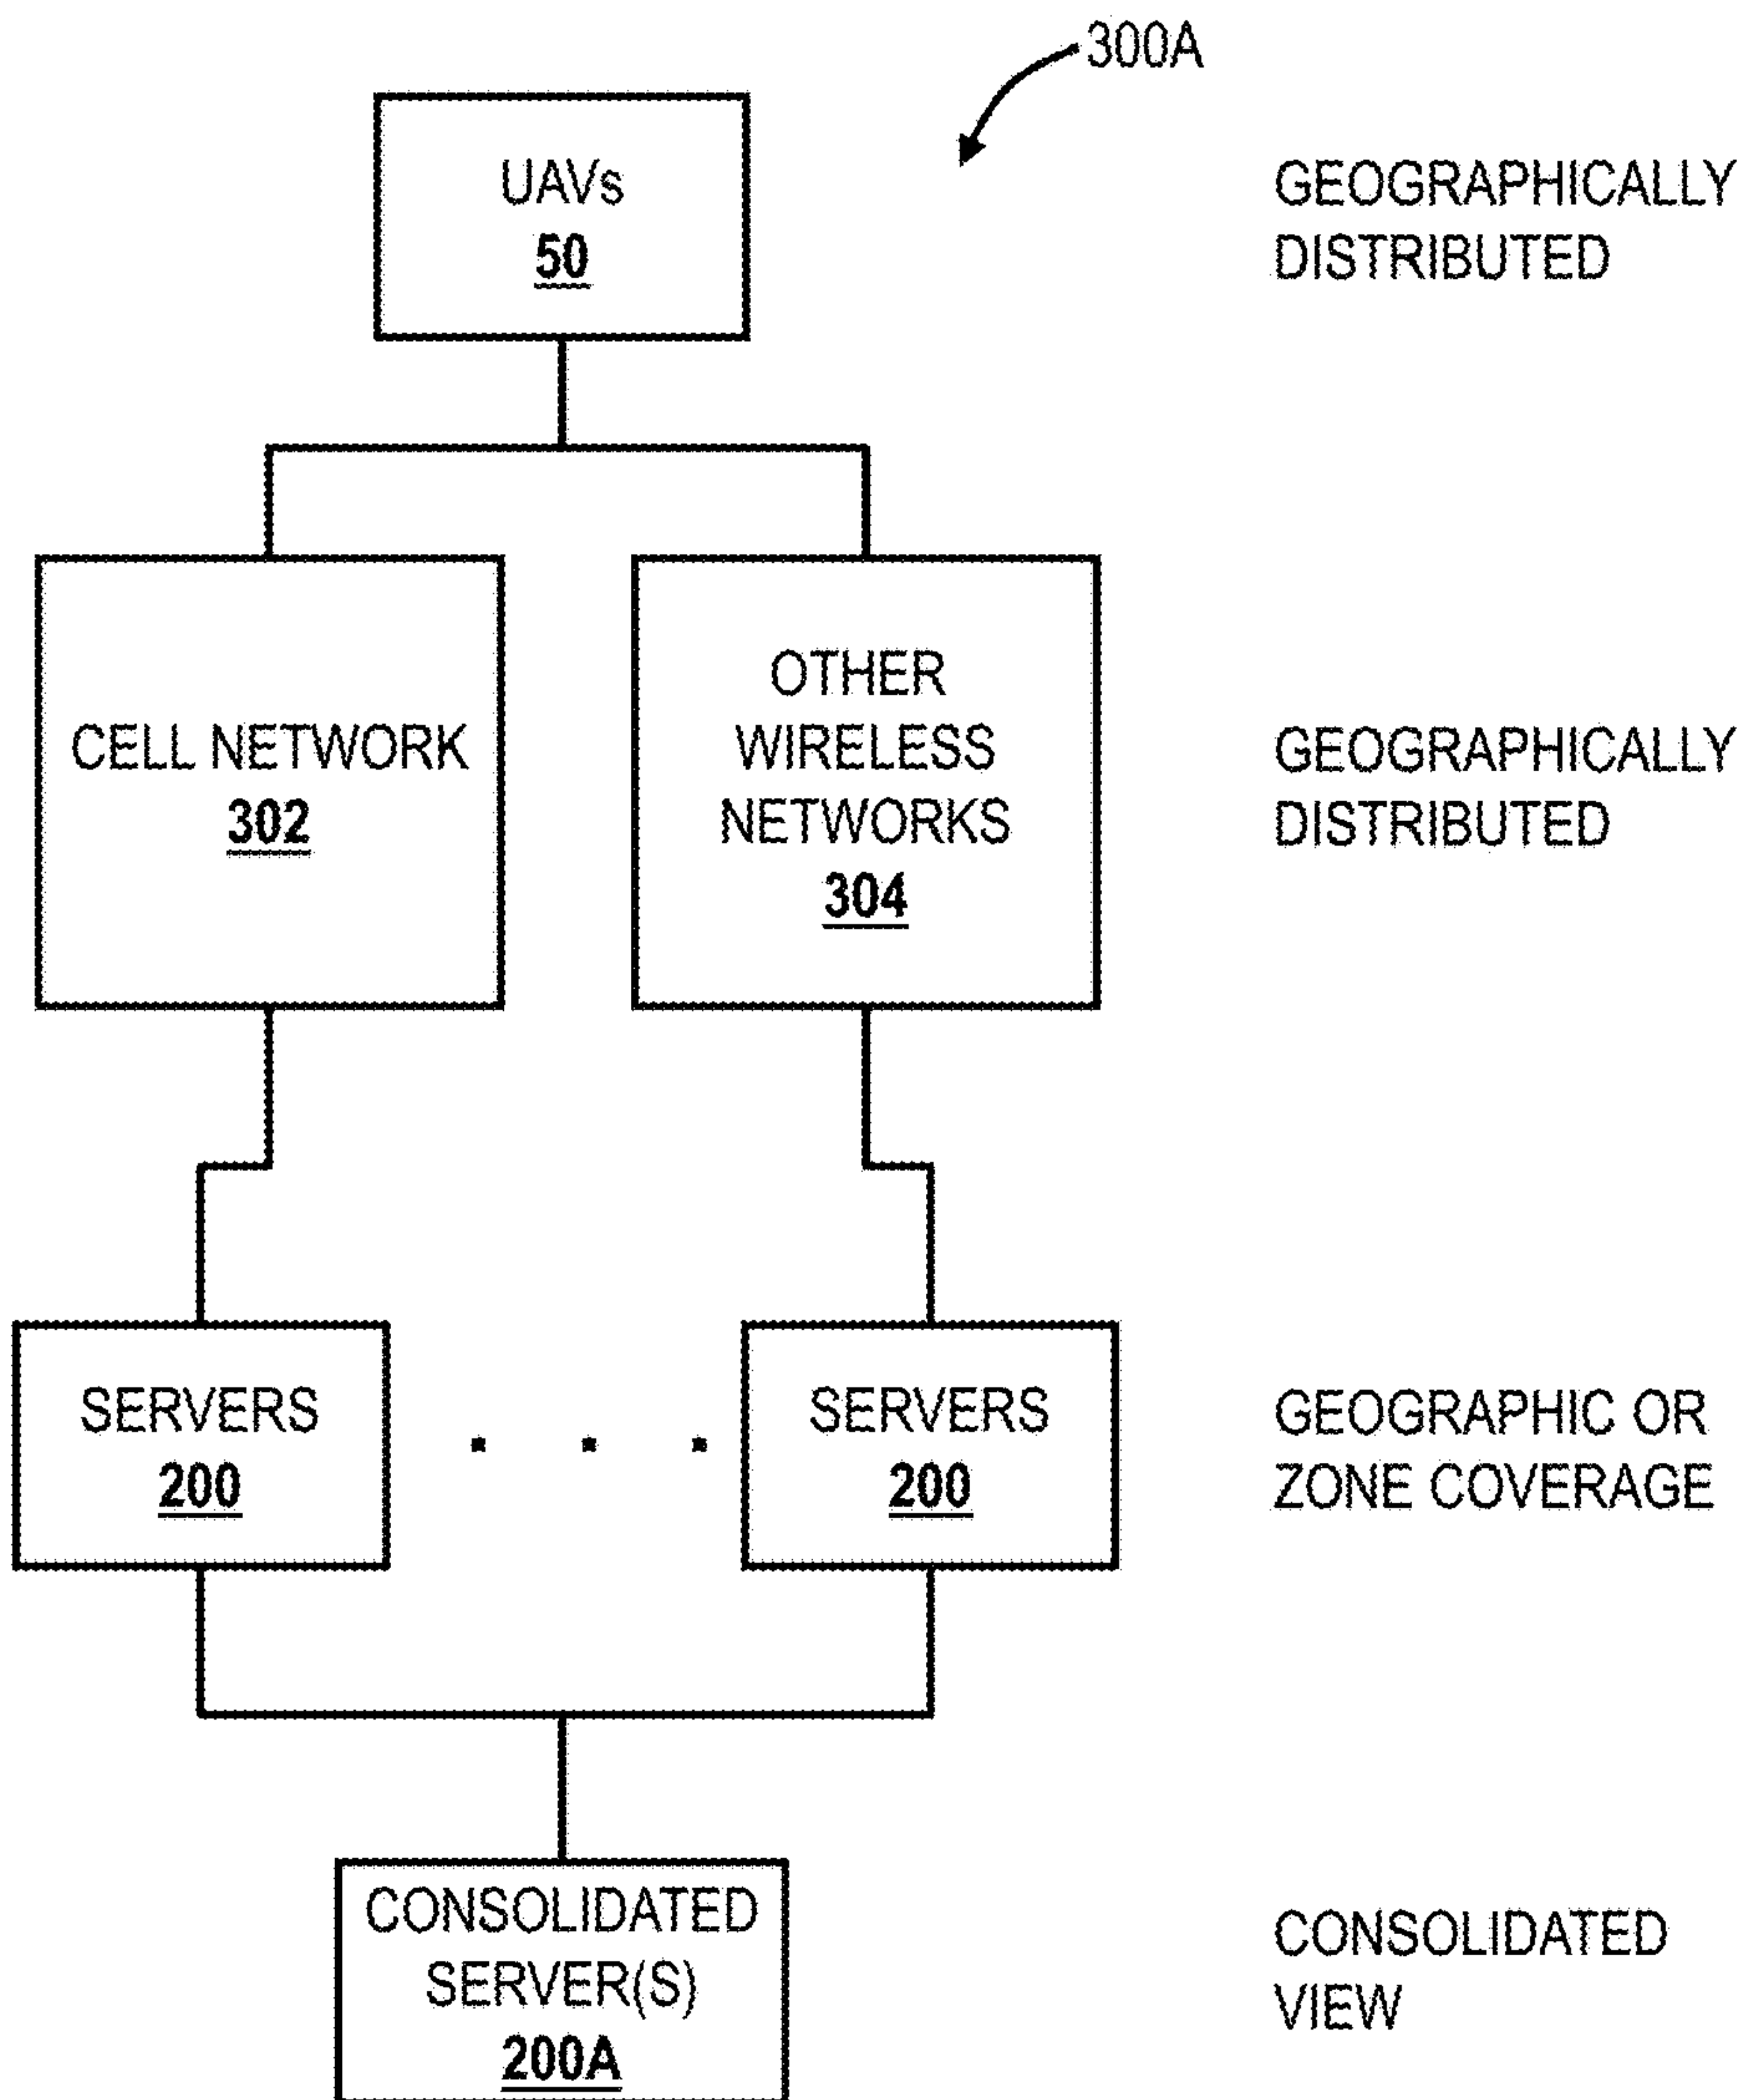 300A
UAVs
50
GEOGRAPHICALLY
DISTRIBUTED
CELL NETWORK
302
OTHER
WIRELESS
NETWORKS
304
GEOGRAPHICALLY
DISTRIBUTED
SERVERS
200
. . .
SERVERS
200
GEOGRAPHIC OR
ZONE COVERAGE
CONSOLIDATED
SERVER(S)
200A
CONSOLIDATED
VIEW